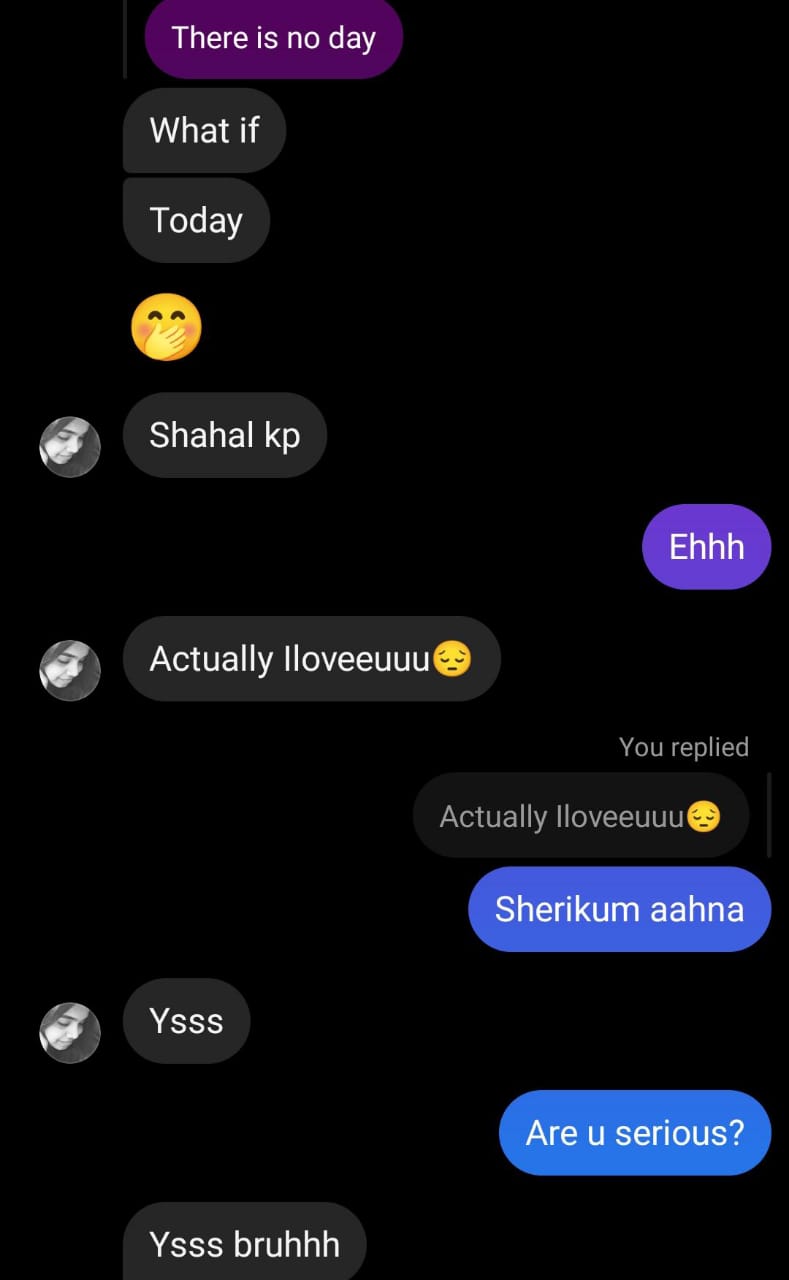 There is no day
What if
Today
🤭
Shahal kp
Ehhh
Actually Iloveeuuu😔
You replied
Actually Iloveeuuu😔
Sherikum aahna
Ysss
Are u serious?
Ysss bruhhh